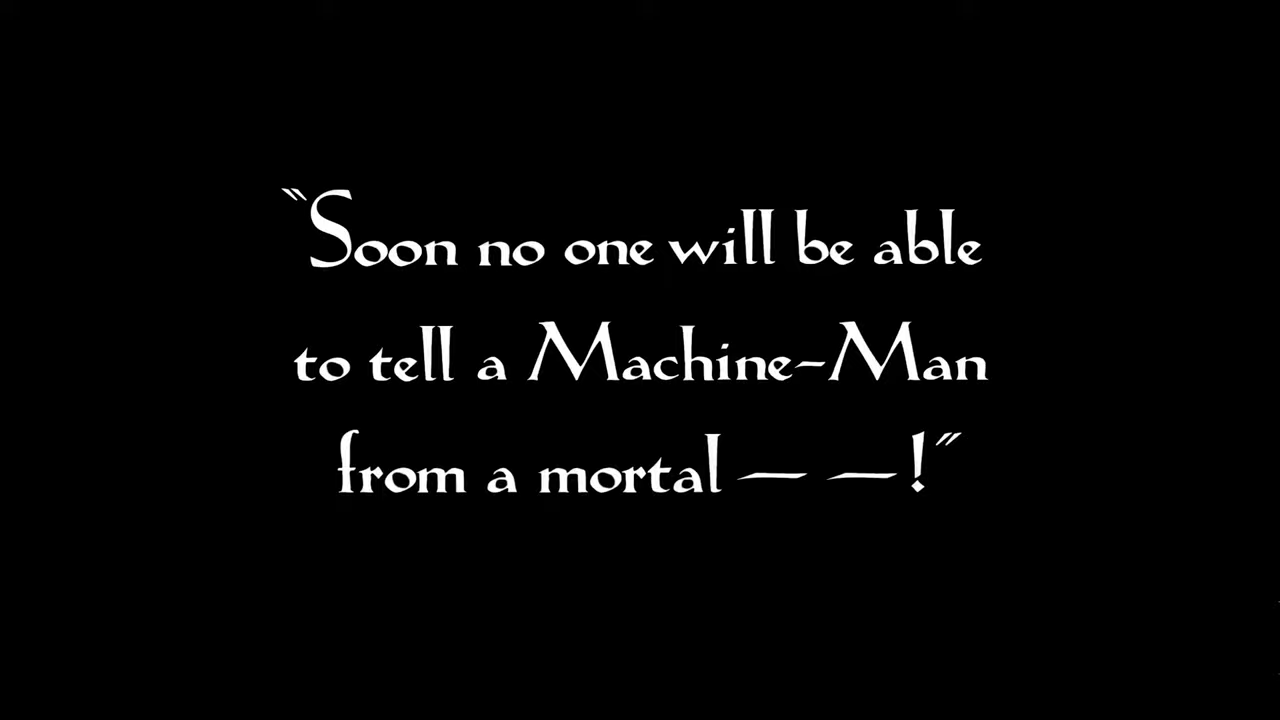 “Soon no one will be able
to tell a Machine-Man
from a mortal — —!”